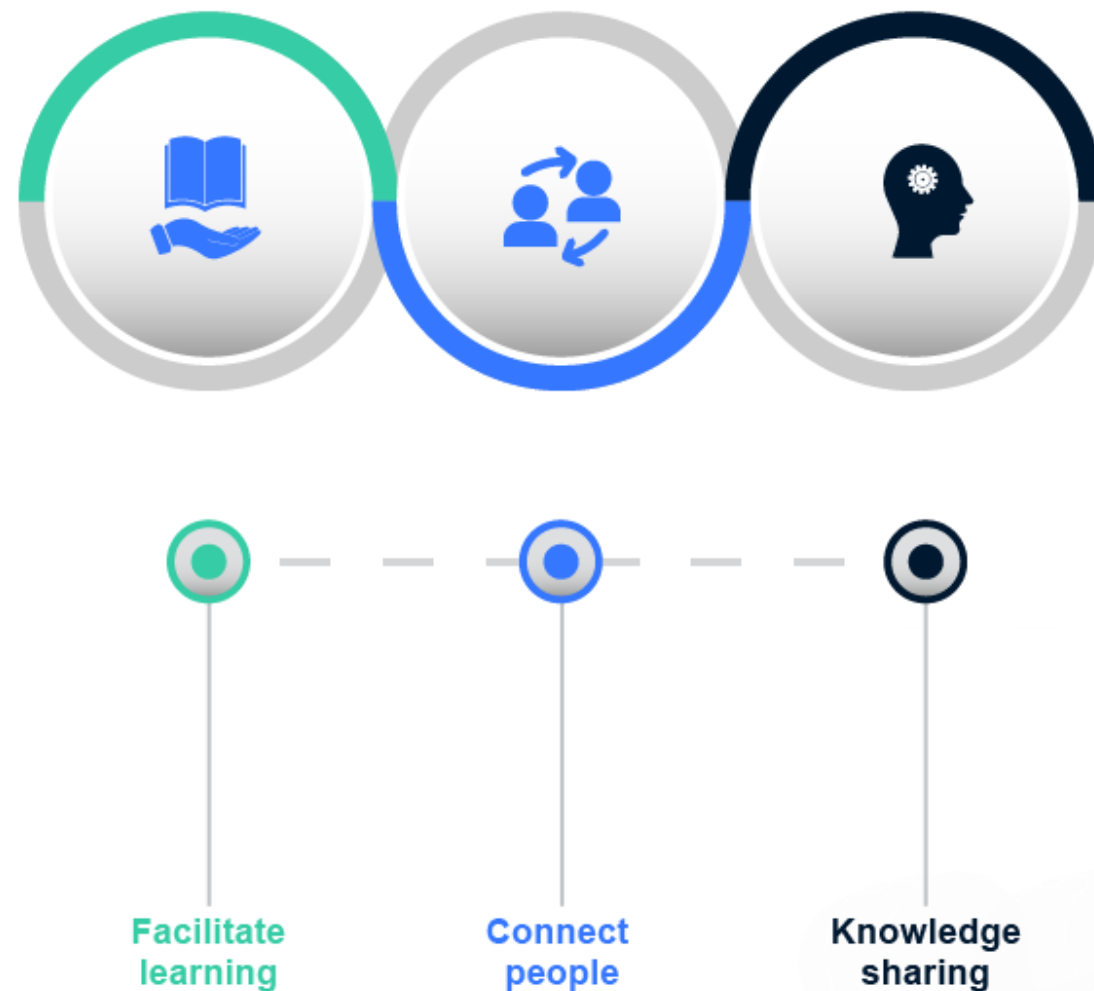 Facilitate
learning
Connect
people
Knowledge
sharing